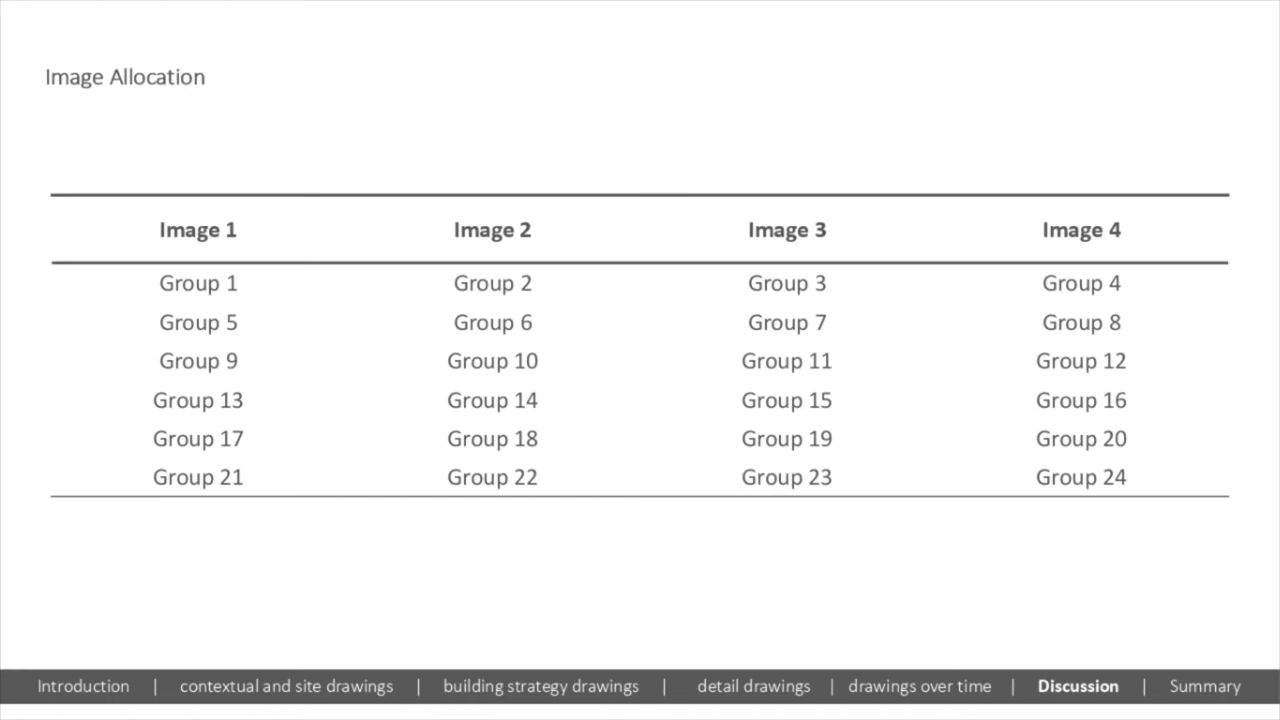 Image Allocation
Image 1 Image 2 Image 3 Image 4
Group 1 Group 2 Group 3 Group 4
Group 5 Group 6 Group 7 Group 8
Group 9 Group 10 Group 11 Group 12
Group 13 Group 14 Group 15 Group 16
Group 17 Group 18 Group 19 Group 20
Group 21 Group 22 Group 23 Group 24
Introduction | contextual and site drawings | building strategy drawings | detail drawings | drawings over time | Discussion | Summary